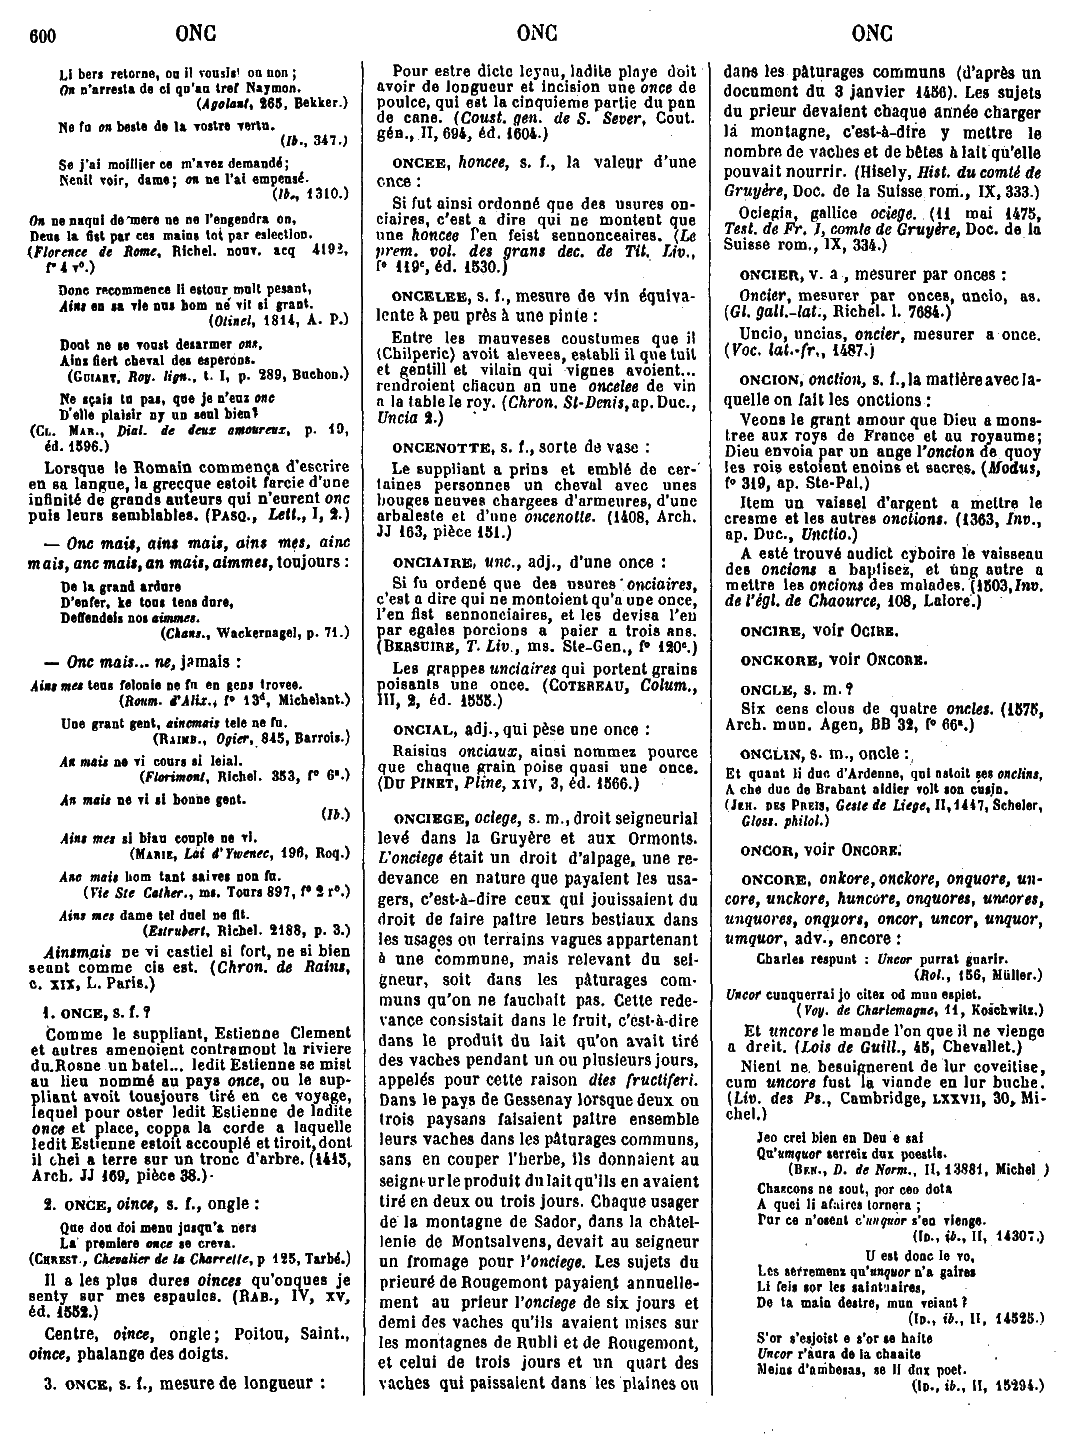 600 ONC ONC ONC
Li bers retorne, ou il vousist ou non ;
On n'arresta de ci qu'au tref Naymon.
(Agolant, 265, Bekker.)
Ne fu on beste de la vostre vertu.
(Ib., 347.)
Se j'ai moillier ce m'avez demandé ;
Nenil voir, dame ; on ne l'ai empensé.
(Ib., 1310.)
On ne naqui de mere ne ne l'engendra on,
Deus la fist par ces mains toi par eslection.
(Florence de Rome, Richel. nouv. acq 4192,
f° 4 v°.)
Donc recommence li estour mult pesant,
Ains en sa vie nus hom né vit si grant.
(Otinel, 1814, A. P.)
Dont ne se voust desarmer ons,
Ains fiert cheval des esperons.
(Guiart, Roy. lign., t. I, p. 289, Buchon.)
Ne sçais tu pas, que je n'euz onc
D'elle plaisir ny un seul bien?
(Cl. Mar., Dial. de deux amoureux, p. 19,
éd. 1596.)
Lorsque le Romain commença d'escrire
en sa langue, la grecque estoit farcie d'une
infinité de grands auteurs qui n'eurent onc
puis leurs semblables. (Pasq., Lett., I, 2.)
— Onc mais, ains mais, ains mes, ainc
mais, anc mais, an mais, aimmes, toujours :
De la grand ardure
D'enfer, ke tous tens dure,
Deffendeis nos aimmes.
(Chans., Wackernagel, p. 71.)
— Onc mais... ne, jamais :
Ains mes teus felonie ne fu en gens trovee.
(Roum. d'Alix., f° 13d, Michelant.)
Une grant gent, aincmais tele ne fu.
(Raimb., Ogier, 845, Barrois.)
An mais ne vi cours si leial.
(Florimont, Richel. 353, f° 6a.)
An mais ne vi si bonne gent.
(Ib.)
Ains mes si biau couple ne vi.
(Marie, Lai d'Ywenec, 196, Roq.)
Anc mais hom tant saives non fu.
(Vie Ste Cather., ms. Tours 897, f° 2 r°.)
Ains mes dame tel duel ne fit.
(Estrubert, Richel. 2188, p. 3.)
Ainsmais ne vi castiel si fort, ne si bien
seant comme cis est. (Chron. de Rains,
c. xix, L. Paris.)
1. ONCE, s. f. ?
Comme le suppliant, Estienne Clement
et autres amenoient contremont la riviere
du Rosne un batel... ledit Estienne se mist
au lieu nommé au pays once, ou le sup-
pliant avoit tousjours tiré en ce voyage,
lequel pour oster ledit Estienne de ladite
once et place, coppa la corde a laquelle
ledit Estienne estoit accouplé et tiroit, dont
il chei a terre sur un tronc d'arbre. (1415,
Arch. JJ 169, pièce 38.)
2. ONCE, oince, s. f., ongle :
Que dou doi menu jusqu'a ners
La premiere once se creva.
(Chrest., Chevalier de la Charrette, p 125, Tarbé.)
Il a les plus dures oinces qu'onques je
senty sur mes espaules. (Rab., IV, xv,
éd. 1552.)
Centre, oince, ongle ; Poitou, Saint.,
oince, phalange des doigts.
3. ONCE, s. f., mesure de longueur :
Pour estre dicte leynu, ladite playe doit
avoir de longueur et incision une once de
poulce, qui est la cinquieme partie du pan
de cane. (Coust. gen. de S. Sever, Cout.
gén., II, 694, éd. 1604.)
ONCEE, honcee, s. f., la valeur d'une
once :
Si fut ainsi ordonné que des usures on-
ciaires, c'est a dire qui ne montent que
une honcee l'en feist sennonceaires. (Le
prem. vol. des grans dec. de Tit. Liv.,
f° 119c, éd. 1530.)
ONCELEE, s. f., mesure de vin équiva-
lente à peu près à une pinte :
Entre les mauveses coustumes que il
(Chilperic) avoit alevees, establi il que tuit
et gentill et vilain qui vignes avoient...
rendroient chacun an une oncelee de vin
a la table le roy. (Chron. St-Denis, ap. Duc.,
Uncia 2.)
ONCENOTTE, s. f., sorte de vase :
Le suppliant a prins et emblé de cer-
taines personnes un cheval avec unes
bouges neuves chargees d'armeures, d'une
arbaleste et d'une oncenotte. (1408, Arch.
JJ 163, pièce 151.)
ONCIAIRE, unc., adj., d'une once :
Si fu ordené que des usures onciaires,
c'est a dire qui ne montoient qu'a une once,
l'en fist sennonciaires, et les devisa l'en
par egales porcions a paier a trois ans.
(Bersuire, T. Liv., ms. Ste-Gen., f° 120c.)
Les grappes unciaires qui portent grains
poisants une once. (Cotereau, Colum.,
III, 2, éd. 1555.)
ONCIAL, adj., qui pèse une once :
Raisins onciaux, ainsi nommez pource
que chaque grain poise quasi une once.
(Du Pinet, Pline, xiv, 3, éd. 1566.)
ONCIEGE, ociege, s. m., droit seigneurial
levé dans la Gruyère et aux Ormonts.
L'onciege était un droit d'alpage, une re-
devance en nature que payaient les usa-
gers, c'est-à-dire ceux qui jouissaient du
droit de faire paître leurs bestiaux dans
les usages ou terrains vagues appartenant
à une commune, mais relevant du sei-
gneur, soit dans les pâturages com-
muns qu'on ne fauchait pas. Cette rede-
vance consistait dans le fruit, c'est-à-dire
dans le produit du lait qu'on avait tiré
des vaches pendant un ou plusieurs jours,
appelés pour cette raison dies fructiferi.
Dans le pays de Gessenay lorsque deux ou
trois paysans faisaient paître ensemble
leurs vaches dans les pâturages communs,
sans en couper l'herbe, ils donnaient au
seigneur le produit du lait qu'ils en avaient
tiré en deux ou trois jours. Chaque usager
de la montagne de Sador, dans la châtel-
lenie de Montsalvens, devait au seigneur
un fromage pour l'onciege. Les sujets du
prieuré de Rougemont payaient annuelle-
ment au prieur l'onciege de six jours et
demi des vaches qu'ils avaient mises sur
les montagnes de Rubli et de Rougemont,
et celui de trois jours et un quart des
vaches qui paissaient dans les plaines ou
dans les pâturages communs (d'après un
document du 3 janvier 1456). Les sujets
du prieur devaient chaque année charger
la montagne, c'est-à-dire y mettre le
nombre de vaches et de bêtes à lait qu'elle
pouvait nourrir. (Hisely, Hist. du comté de
Gruyère, Doc. de la Suisse rom., IX, 333.)
Oclegia, gallice ociege. (11 mai 1475,
Test. de Fr. I, comte de Gruyère, Doc. de la
Suisse rom., IX, 334.)
ONCIER, v. a., mesurer par onces :
Oncier, mesurer par onces, uncio, as.
(Gl. gall.-lat., Richel. l. 7684.)
Uncio, uncias, oncier, mesurer a once.
(Voc. lat.-fr., 1487.)
ONCION, onction, s. f., la matière avec la-
quelle on fait les onctions :
Veons le grant amour que Dieu a mons-
tree aux roys de France et au royaume ;
Dieu envoia par un ange l'oncion de quoy
les rois estoient enoins et sacres. (Modus,
f° 319, ap. Ste-Pal.)
Item un vaissel d'argent a mettre le
cresme et les autres onctions. (1363, Inv.,
ap. Duc., Unctio.)
A esté trouvé audict cyboire le vaisseau
des oncions a baptisez, et ung autre a
mettre les oncions des malades. (1503, Inv.
de l'égl. de Chaource, 108, Lalore.)
ONCIRE, voir Ocire.
ONCKORE, voir Oncore.
ONCLE, s. m. ?
Six cens clous de quatre oncles. (1575,
Arch. mun. Agen, BB 32, f° 66a.)
ONCLIN, s. m., oncle :
Et quant li duc d'Ardenne, qui astoit ses onclins,
A che duc de Brabant aidier volt son cusin.
(Jeh. des Preis, Geste de Liege, II, 1447, Scheler,
Gloss. philol.)
ONCOR, voir Oncore.
ONCORE, onkore, onckore, onquore, un-
core, unckore, huncore, onquores, uncores,
unquores, onquors, oncor, uncor, unquor,
umquor, adv., encore :
Charles respunt : Uncor purrat guarir.
(Rol., 156, Müller.)
Uncor cunquerrai jo citez od mun espiet.
(Voy. de Charlemagne, 11, Koschwitz.)
Et uncore le mande l'on que il ne vienge
a dreit. (Lois de Guill., 45, Chevallet.)
Nient ne besuignerent de lur coveitise,
cum uncore fust la viande en lur buche.
(Liv. des Ps., Cambridge, LXXVII, 30, Mi-
chel.)
Jeo crei bien en Deu e sai
Qu'umquor serreiz dux poestis.
(Ben., D. de Norm., II, 13881, Michel )
Chascons ne sout, por ceo dota
A quei li afaires tornera ;
Pur ce n'osent c'unquor s'en vienge.
(Id., ib., II, 14307.)
U est donc le vo,
Les serremenz qu'unquor n'a gaires
Li feis sor les saintuaires,
De ta main destre, mun veiant ?
(Id., ib., II, 14525.)
S'or s'esjoist e s'or se haite
Uncor r'aura de la chaaite
Meins d'ambesas, se li dux poet.
(Id., ib., II, 15294.)